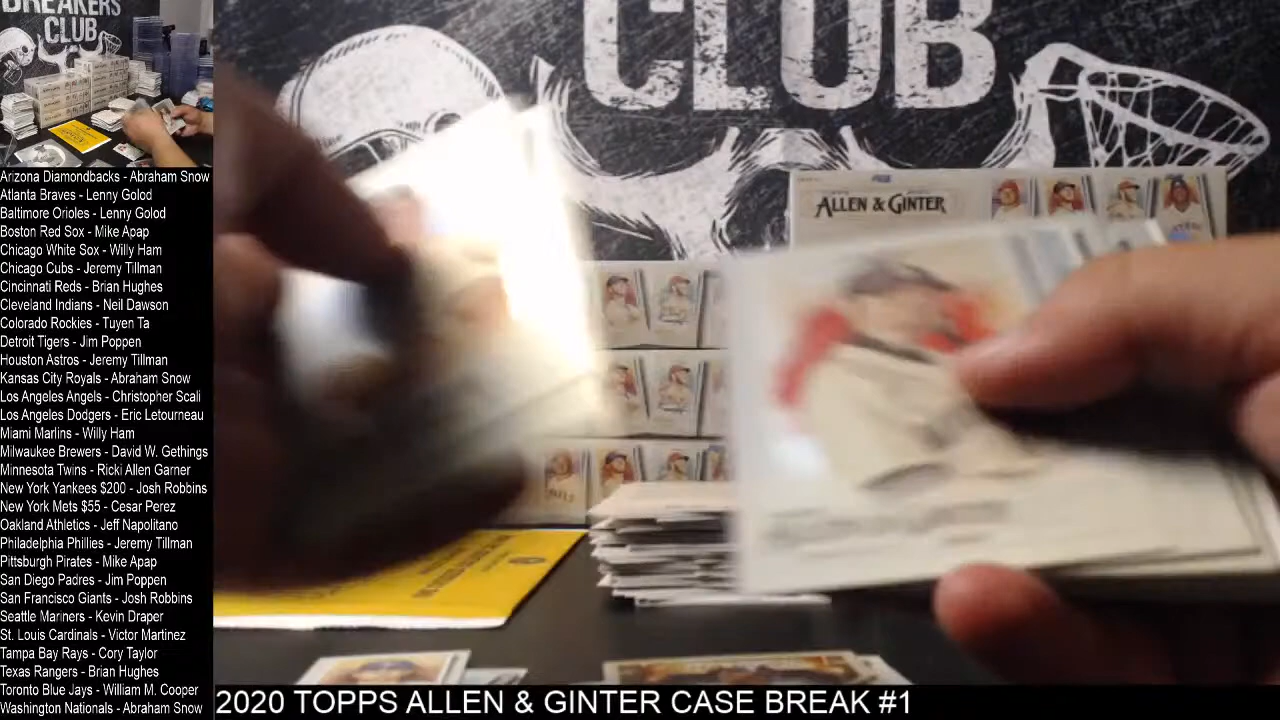 BREAKERS
CLUB
CLUB
ALLEN & GINTER
Arizona Diamondbacks - Abraham Snow
Atlanta Braves - Lenny Golod
Baltimore Orioles - Lenny Golod
Boston Red Sox - Mike Apap
Chicago White Sox - Willy Ham
Chicago Cubs - Jeremy Tillman
Cincinnati Reds - Brian Hughes
Cleveland Indians - Neil Dawson
Colorado Rockies - Tuyen Ta
Detroit Tigers - Jim Poppen
Houston Astros - Jeremy Tillman
Kansas City Royals - Abraham Snow
Los Angeles Angels - Christopher Scali
Los Angeles Dodgers - Eric Letourneau
Miami Marlins - Willy Ham
Milwaukee Brewers - David W. Gethings
Minnesota Twins - Ricki Allen Garner
New York Yankees $200 - Josh Robbins
New York Mets $55 - Cesar Perez
Oakland Athletics - Jeff Napolitano
Philadelphia Phillies - Jeremy Tillman
Pittsburgh Pirates - Mike Apap
San Diego Padres - Jim Poppen
San Francisco Giants - Josh Robbins
Seattle Mariners - Kevin Draper
St. Louis Cardinals - Victor Martinez
Tampa Bay Rays - Cory Taylor
Texas Rangers - Brian Hughes
Toronto Blue Jays - William M. Cooper
Washington Nationals - Abraham Snow
2020 TOPPS ALLEN & GINTER CASE BREAK #1